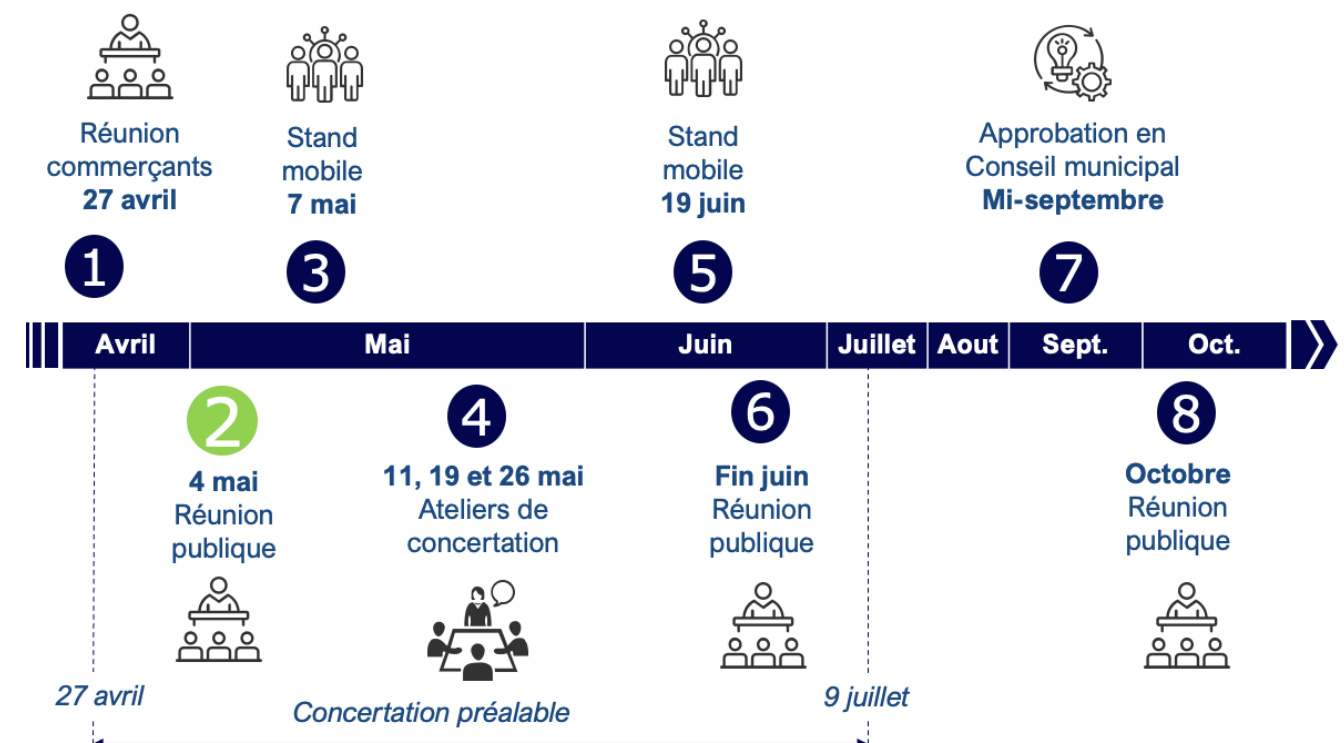 Réunion
commerçants
27 avril
Stand
mobile
7 mai
Stand
mobile
19 juin
Approbation en
Conseil municipal
Mi-septembre
1
3
5
7
Avril
Mai
Juin
Juillet
Aout
Sept.
Oct.
2
4
6
8
4 mai
Réunion
publique
11, 19 et 26 mai
Ateliers de
concertation
Fin juin
Réunion
publique
Octobre
Réunion
publique
27 avril
Concertation préalable
9 juillet